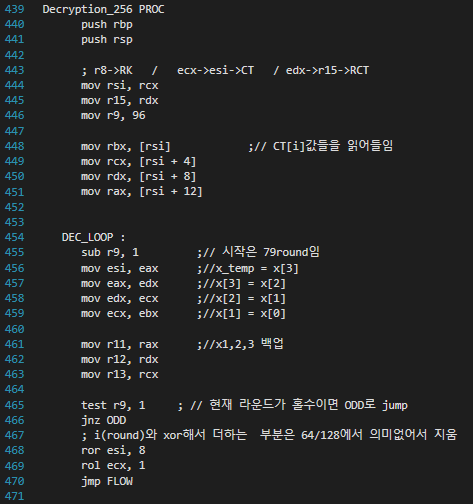 439 Decryption_256 PROC
440 push rbp
441 push rsp
442
443 ; r8->RK / ecx->esi->CT / edx->r15->RCT
444 mov rsi, rcx
445 mov r15, rdx
446 mov r9, 96
447
448 mov rbx, [rsi] ;// CT[i]값들을 읽어들임
449 mov rcx, [rsi + 4]
450 mov rdx, [rsi + 8]
451 mov rax, [rsi + 12]
452
453
454 DEC_LOOP :
455 sub r9, 1 ;// 시작은 79round임
456 mov esi, eax ;//x_temp = x[3]
457 mov eax, edx ;//x[3] = x[2]
458 mov edx, ecx ;//x[2] = x[1]
459 mov ecx, ebx ;//x[1] = x[0]
460
461 mov r11, rax ;//x1,2,3 백업
462 mov r12, rdx
463 mov r13, rcx
464
465 test r9, 1 ; // 현재 라운드가 홀수이면 ODD로 jump
466 jnz ODD
467 ; i(round)와 xor해서 더하는 부분은 64/128에서 의미없어서 지움
468 ror esi, 8
469 rol ecx, 1
470 jmp FLOW
471